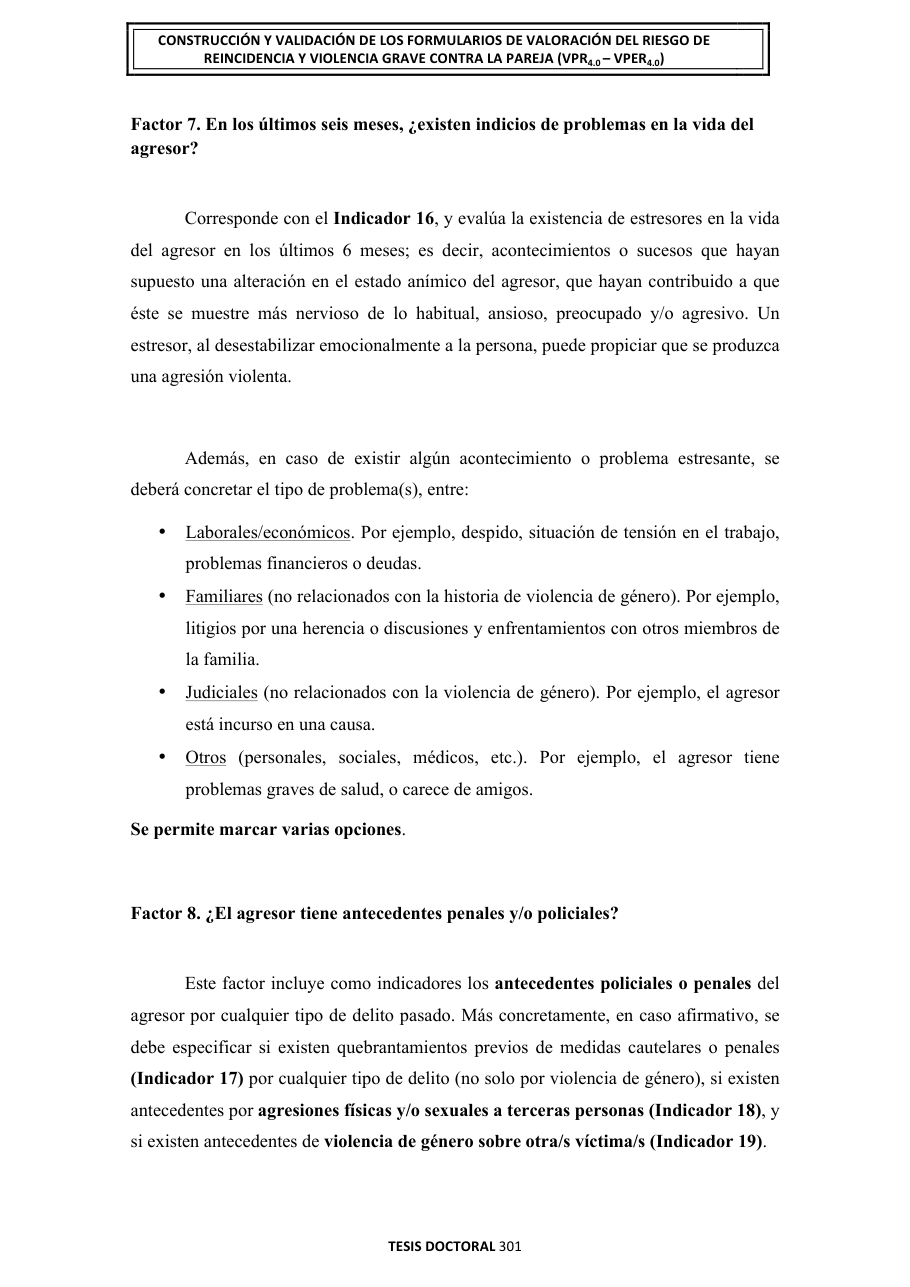 CONSTRUCCIÓN Y VALIDACIÓN DE LOS FORMULARIOS DE VALORACIÓN DEL RIESGO DE
REINCIDENCIA Y VIOLENCIA GRAVE CONTRA LA PAREJA (VPR4.0 – VPER4.0)
Factor 7. En los últimos seis meses, ¿existen indicios de problemas en la vida del
agresor?
Corresponde con el Indicador 16, y evalúa la existencia de estresores en la vida
del agresor en los últimos 6 meses; es decir, acontecimientos o sucesos que hayan
supuesto una alteración en el estado anímico del agresor, que hayan contribuido a que
éste se muestre más nervioso de lo habitual, ansioso, preocupado y/o agresivo. Un
estresor, al desestabilizar emocionalmente a la persona, puede propiciar que se produzca
una agresión violenta.
Además, en caso de existir algún acontecimiento o problema estresante, se
deberá concretar el tipo de problema(s), entre:
• Laborales/económicos. Por ejemplo, despido, situación de tensión en el trabajo,
problemas financieros o deudas.
• Familiares (no relacionados con la historia de violencia de género). Por ejemplo,
litigios por una herencia o discusiones y enfrentamientos con otros miembros de
la familia.
• Judiciales (no relacionados con la violencia de género). Por ejemplo, el agresor
está incurso en una causa.
• Otros (personales, sociales, médicos, etc.). Por ejemplo, el agresor tiene
problemas graves de salud, o carece de amigos.
Se permite marcar varias opciones.
Factor 8. ¿El agresor tiene antecedentes penales y/o policiales?
Este factor incluye como indicadores los antecedentes policiales o penales del
agresor por cualquier tipo de delito pasado. Más concretamente, en caso afirmativo, se
debe especificar si existen quebrantamientos previos de medidas cautelares o penales
(Indicador 17) por cualquier tipo de delito (no solo por violencia de género), si existen
antecedentes por agresiones físicas y/o sexuales a terceras personas (Indicador 18), y
si existen antecedentes de violencia de género sobre otra/s víctima/s (Indicador 19).
TESIS DOCTORAL 301